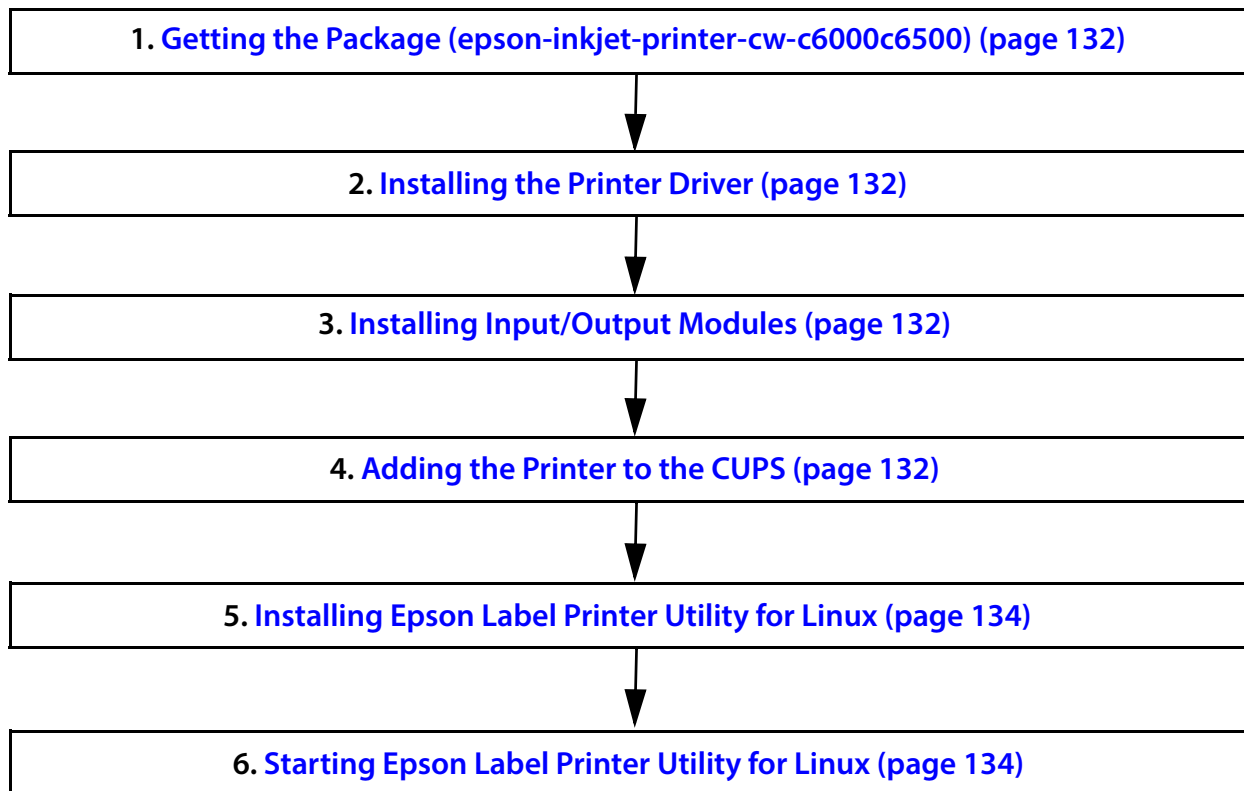 1. Getting the Package (epson-inkjet-printer-cw-c6000c6500) (page 132)
2. Installing the Printer Driver (page 132)
3. Installing Input/Output Modules (page 132)
4. Adding the Printer to the CUPS (page 132)
5. Installing Epson Label Printer Utility for Linux (page 134)
6. Starting Epson Label Printer Utility for Linux (page 134)